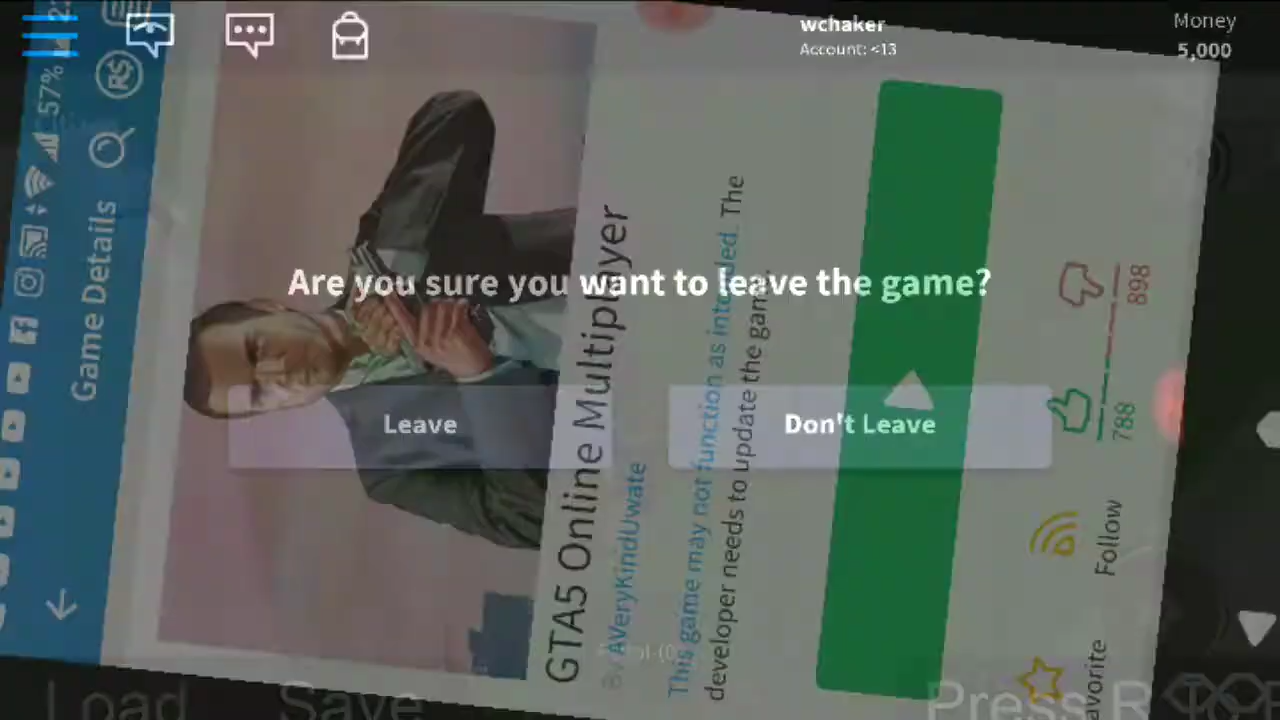 wchaker
Account: <13
Money
5,000
Are you sure you want to leave the game?
Leave
Don't Leave
57%
Game Details
R$
GTA5 Online Multiplayer
By AVeryKindUwate
This game may not function as intended. The
developer needs to update the game.
898
788
Follow
Favorite
Load
Save
Press R